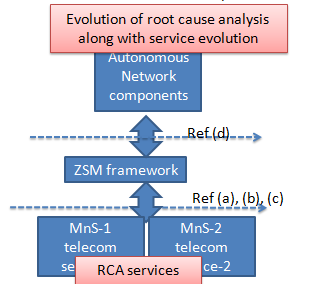 Evolution of root cause analysis
along with service evolution
Autonomous
Network
components
Ref (d)
ZSM framework
Ref (a), (b), (c)
MnS-1
telecom
MnS-2
telecom
RCA services